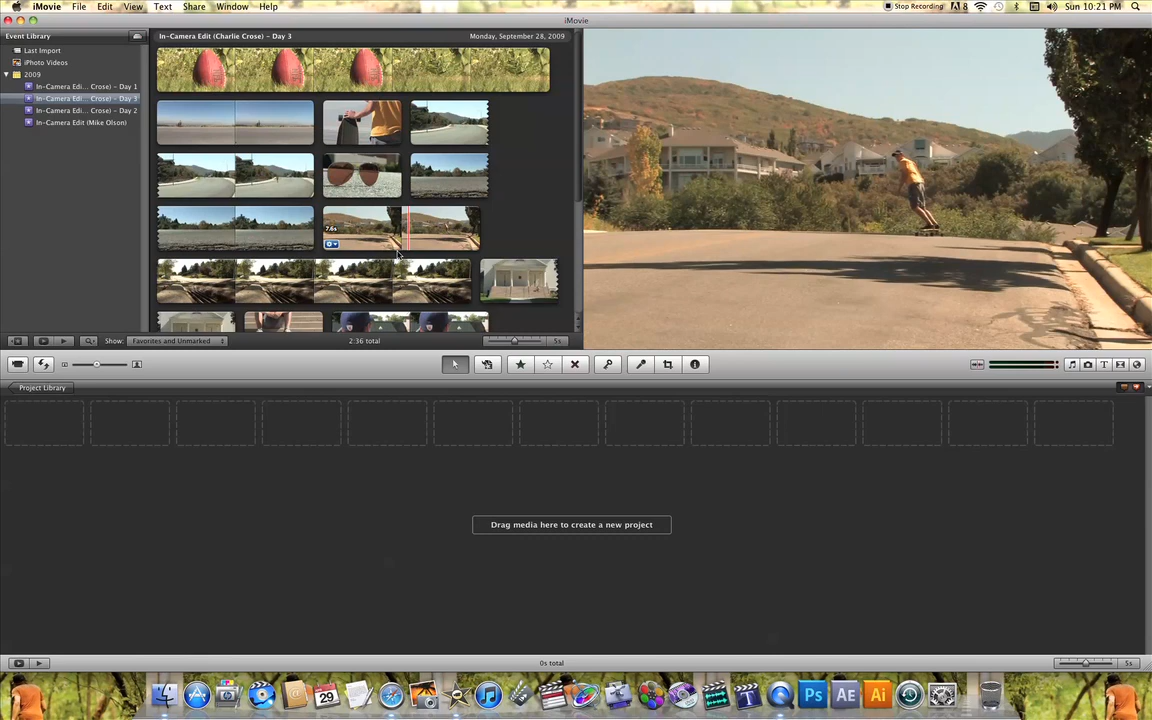 iMovie File Edit View Text Share Window Help
Stop Recording 8 Sun 10:21 PM
iMovie
Event Library
In-Camera Edit (Charlie Crose) – Day 3 Monday, September 28, 2009
Last Import
iPhoto Videos
2009
In-Camera Edi... Crose) – Day 1
In-Camera Edi... Crose) – Day 3
In-Camera Edi... Crose) – Day 2
In-Camera Edit (Mike Olson)
7.6s
Show: Favorites and Unmarked 2:36 total 5s
T
Project Library
Drag media here to create a new project
0s total 5s
29
T
Ps
Ae
Ai